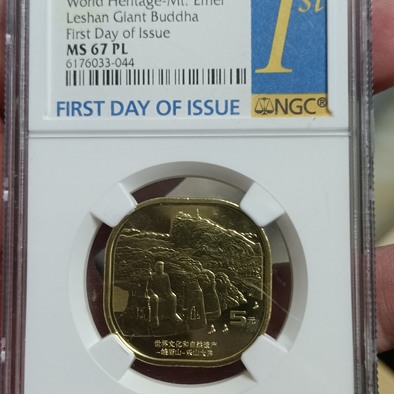 World Heritage-Mt. Emei
Leshan Giant Buddha
First Day of Issue
MS 67 PL
6176033-044
1st
FIRST DAY OF ISSUE
NGC®
5元
世界文化和自然遗产
—峨眉山-乐山大佛